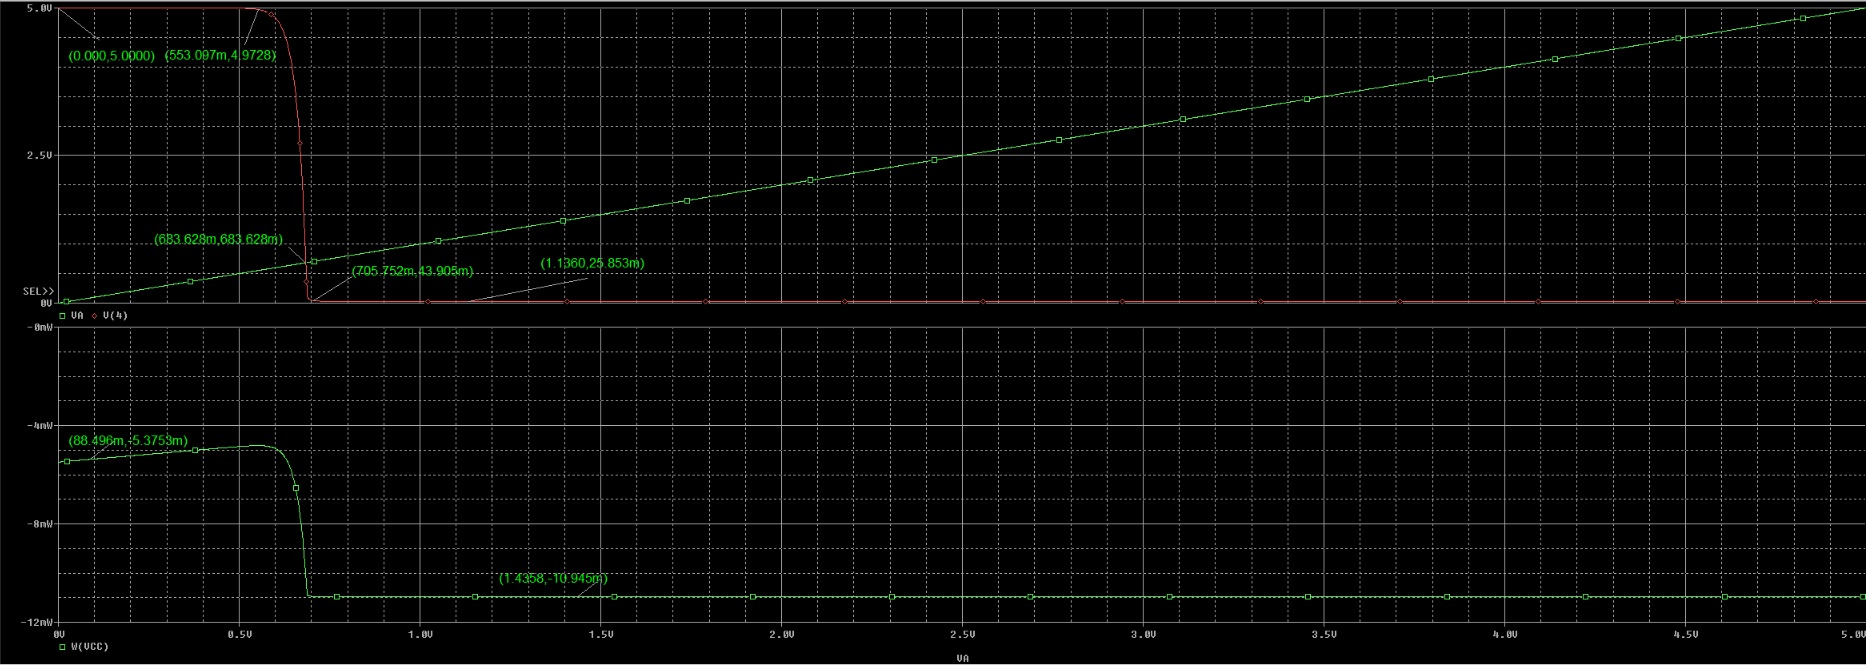 5.0V
(0.000,5.0000) (553.097m,4.9728)
2.5V
(683.628m,683.628m)
(705.752m,43.905m)
(1.1360,25.853m)
SEL>>
0V
VA V(4)
-0mW
-4mW
(88.496m,-5.3753m)
-8mW
(1.4358,-10.945m)
-12mW
0V 0.5V 1.0V 1.5V 2.0V 2.5V 3.0V 3.5V 4.0V 4.5V 5.0V
W(VCC)
VA